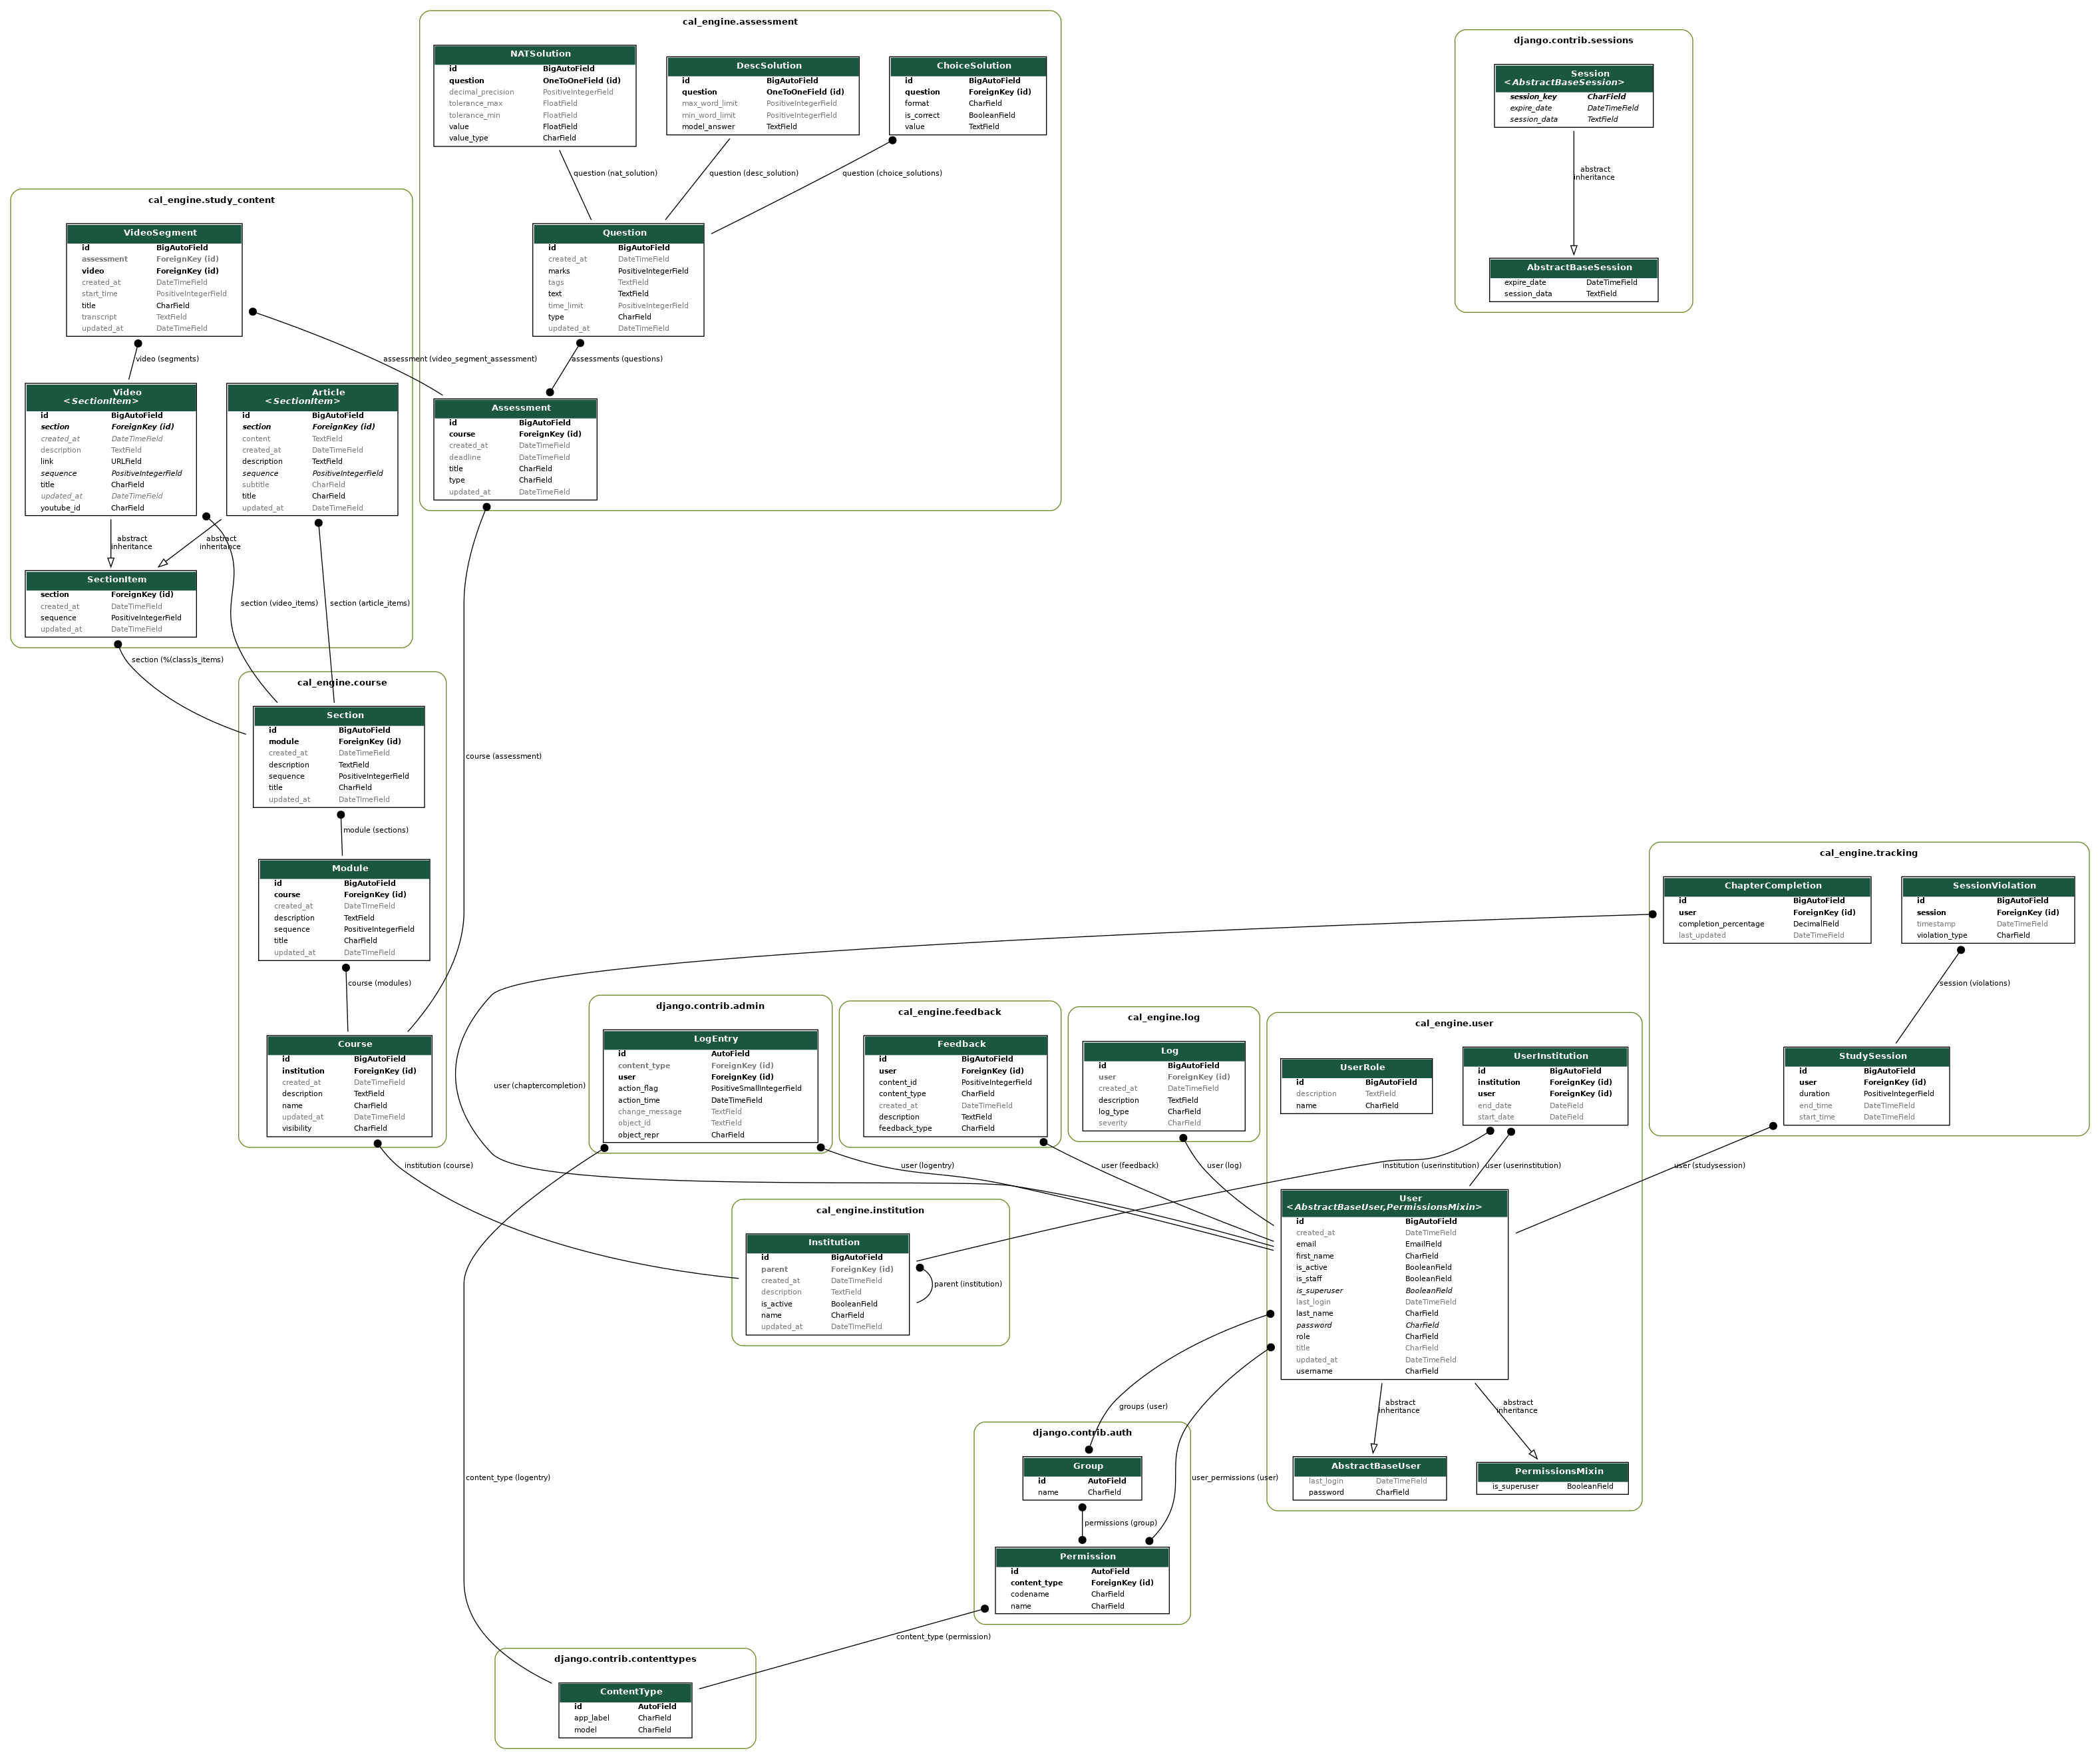 cal_engine.assessment
NATSolution
id BigAutoField
question OneToOneField (id)
decimal_precision PositiveIntegerField
tolerance_max FloatField
tolerance_min FloatField
value FloatField
value_type CharField
DescSolution
id BigAutoField
question OneToOneField (id)
max_word_limit PositiveIntegerField
min_word_limit PositiveIntegerField
model_answer TextField
ChoiceSolution
id BigAutoField
question ForeignKey (id)
format CharField
is_correct BooleanField
value TextField
question (nat_solution)
question (desc_solution)
question (choice_solutions)
Question
id BigAutoField
created_at DateTimeField
marks PositiveIntegerField
tags TextField
text TextField
time_limit PositiveIntegerField
type CharField
updated_at DateTimeField
assessment (video_segment_assessment)
assessments (questions)
Assessment
id BigAutoField
course ForeignKey (id)
created_at DateTimeField
deadline DateTimeField
title CharField
type CharField
updated_at DateTimeField
django.contrib.sessions
Session
<AbstractBaseSession>
session_key CharField
expire_date DateTimeField
session_data TextField
abstract
inheritance
AbstractBaseSession
expire_date DateTimeField
session_data TextField
cal_engine.study_content
VideoSegment
id BigAutoField
assessment ForeignKey (id)
video ForeignKey (id)
created_at DateTimeField
start_time PositiveIntegerField
title CharField
transcript TextField
updated_at DateTimeField
video (segments)
Video
<SectionItem>
id BigAutoField
section ForeignKey (id)
created_at DateTimeField
description TextField
link URLField
sequence PositiveIntegerField
title CharField
updated_at DateTimeField
youtube_id CharField
Article
<SectionItem>
id BigAutoField
section ForeignKey (id)
content TextField
created_at DateTimeField
description TextField
sequence PositiveIntegerField
subtitle CharField
title CharField
updated_at DateTimeField
abstract
inheritance
abstract
inheritance
SectionItem
section ForeignKey (id)
created_at DateTimeField
sequence PositiveIntegerField
updated_at DateTimeField
section (video_items)
section (article_items)
section (%(class)s_items)
cal_engine.course
Section
id BigAutoField
module ForeignKey (id)
created_at DateTimeField
description TextField
sequence PositiveIntegerField
title CharField
updated_at DateTimeField
course (assessment)
module (sections)
Module
id BigAutoField
course ForeignKey (id)
created_at DateTimeField
description TextField
sequence PositiveIntegerField
title CharField
updated_at DateTimeField
course (modules)
Course
id BigAutoField
institution ForeignKey (id)
created_at DateTimeField
description TextField
name CharField
updated_at DateTimeField
visibility CharField
institution (course)
user (chaptercompletion)
django.contrib.admin
LogEntry
id AutoField
content_type ForeignKey (id)
user ForeignKey (id)
action_flag PositiveSmallIntegerField
action_time DateTimeField
change_message TextField
object_id TextField
object_repr CharField
user (logentry)
cal_engine.feedback
Feedback
id BigAutoField
user ForeignKey (id)
content_id PositiveIntegerField
content_type CharField
created_at DateTimeField
description TextField
feedback_type CharField
user (feedback)
cal_engine.log
Log
id BigAutoField
user ForeignKey (id)
created_at DateTimeField
description TextField
log_type CharField
severity CharField
user (log)
cal_engine.tracking
ChapterCompletion
id BigAutoField
user ForeignKey (id)
completion_percentage DecimalField
last_updated DateTimeField
SessionViolation
id BigAutoField
session ForeignKey (id)
timestamp DateTimeField
violation_type CharField
session (violations)
StudySession
id BigAutoField
user ForeignKey (id)
duration PositiveIntegerField
end_time DateTimeField
start_time DateTimeField
user (studysession)
cal_engine.user
UserRole
id BigAutoField
description TextField
name CharField
UserInstitution
id BigAutoField
institution ForeignKey (id)
user ForeignKey (id)
end_date DateField
start_date DateField
institution (userinstitution)
user (userinstitution)
User
<AbstractBaseUser,PermissionsMixin>
id BigAutoField
created_at DateTimeField
email EmailField
first_name CharField
is_active BooleanField
is_staff BooleanField
is_superuser BooleanField
last_login DateTimeField
last_name CharField
password CharField
role CharField
title CharField
updated_at DateTimeField
username CharField
abstract
inheritance
abstract
inheritance
AbstractBaseUser
last_login DateTimeField
password CharField
PermissionsMixin
is_superuser BooleanField
cal_engine.institution
Institution
id BigAutoField
parent ForeignKey (id)
created_at DateTimeField
description TextField
is_active BooleanField
name CharField
updated_at DateTimeField
parent (institution)
groups (user)
user_permissions (user)
django.contrib.auth
Group
id AutoField
name CharField
permissions (group)
Permission
id AutoField
content_type ForeignKey (id)
codename CharField
name CharField
content_type (logentry)
content_type (permission)
django.contrib.contenttypes
ContentType
id AutoField
app_label CharField
model CharField